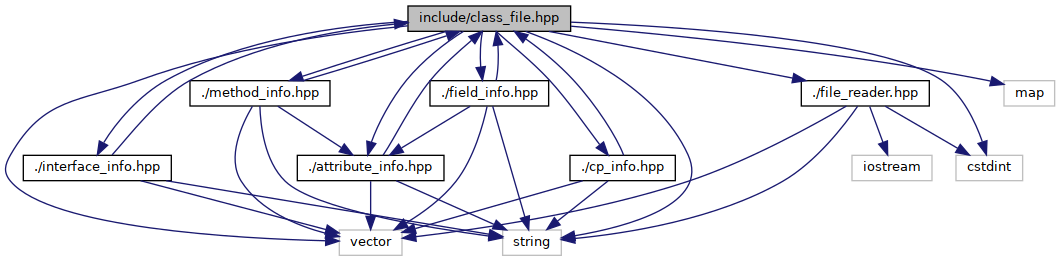 include/class_file.hpp
./method_info.hpp
./field_info.hpp
./file_reader.hpp
map
./interface_info.hpp
./attribute_info.hpp
./cp_info.hpp
iostream
cstdint
vector
string